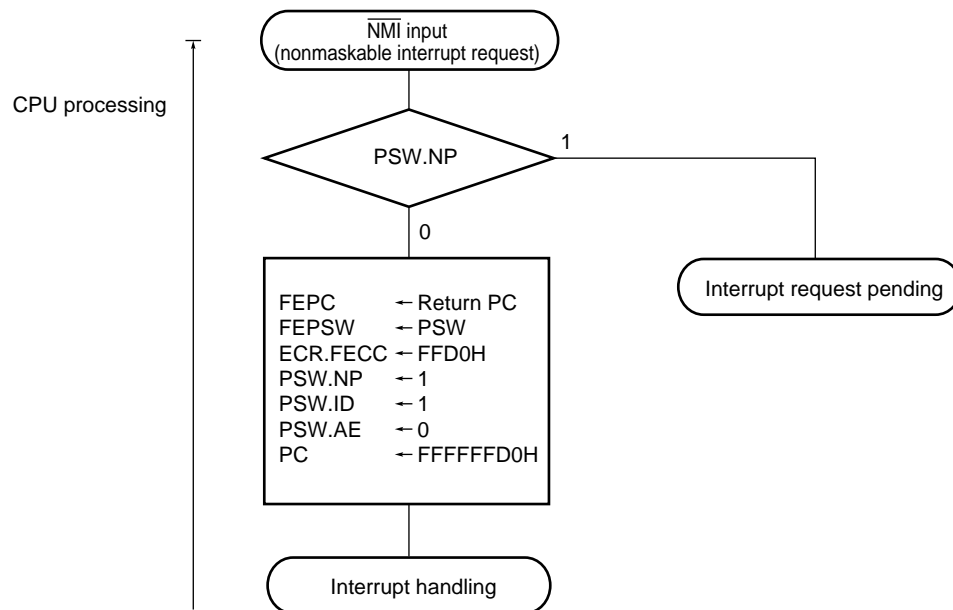 N̅M̅I̅ input
(nonmaskable interrupt request)
CPU processing
PSW.NP
1
0
FEPC ← Return PC
FEPSW ← PSW
ECR.FECC ← FFD0H
PSW.NP ← 1
PSW.ID ← 1
PSW.AE ← 0
PC ← FFFFFFD0H
Interrupt request pending
Interrupt handling